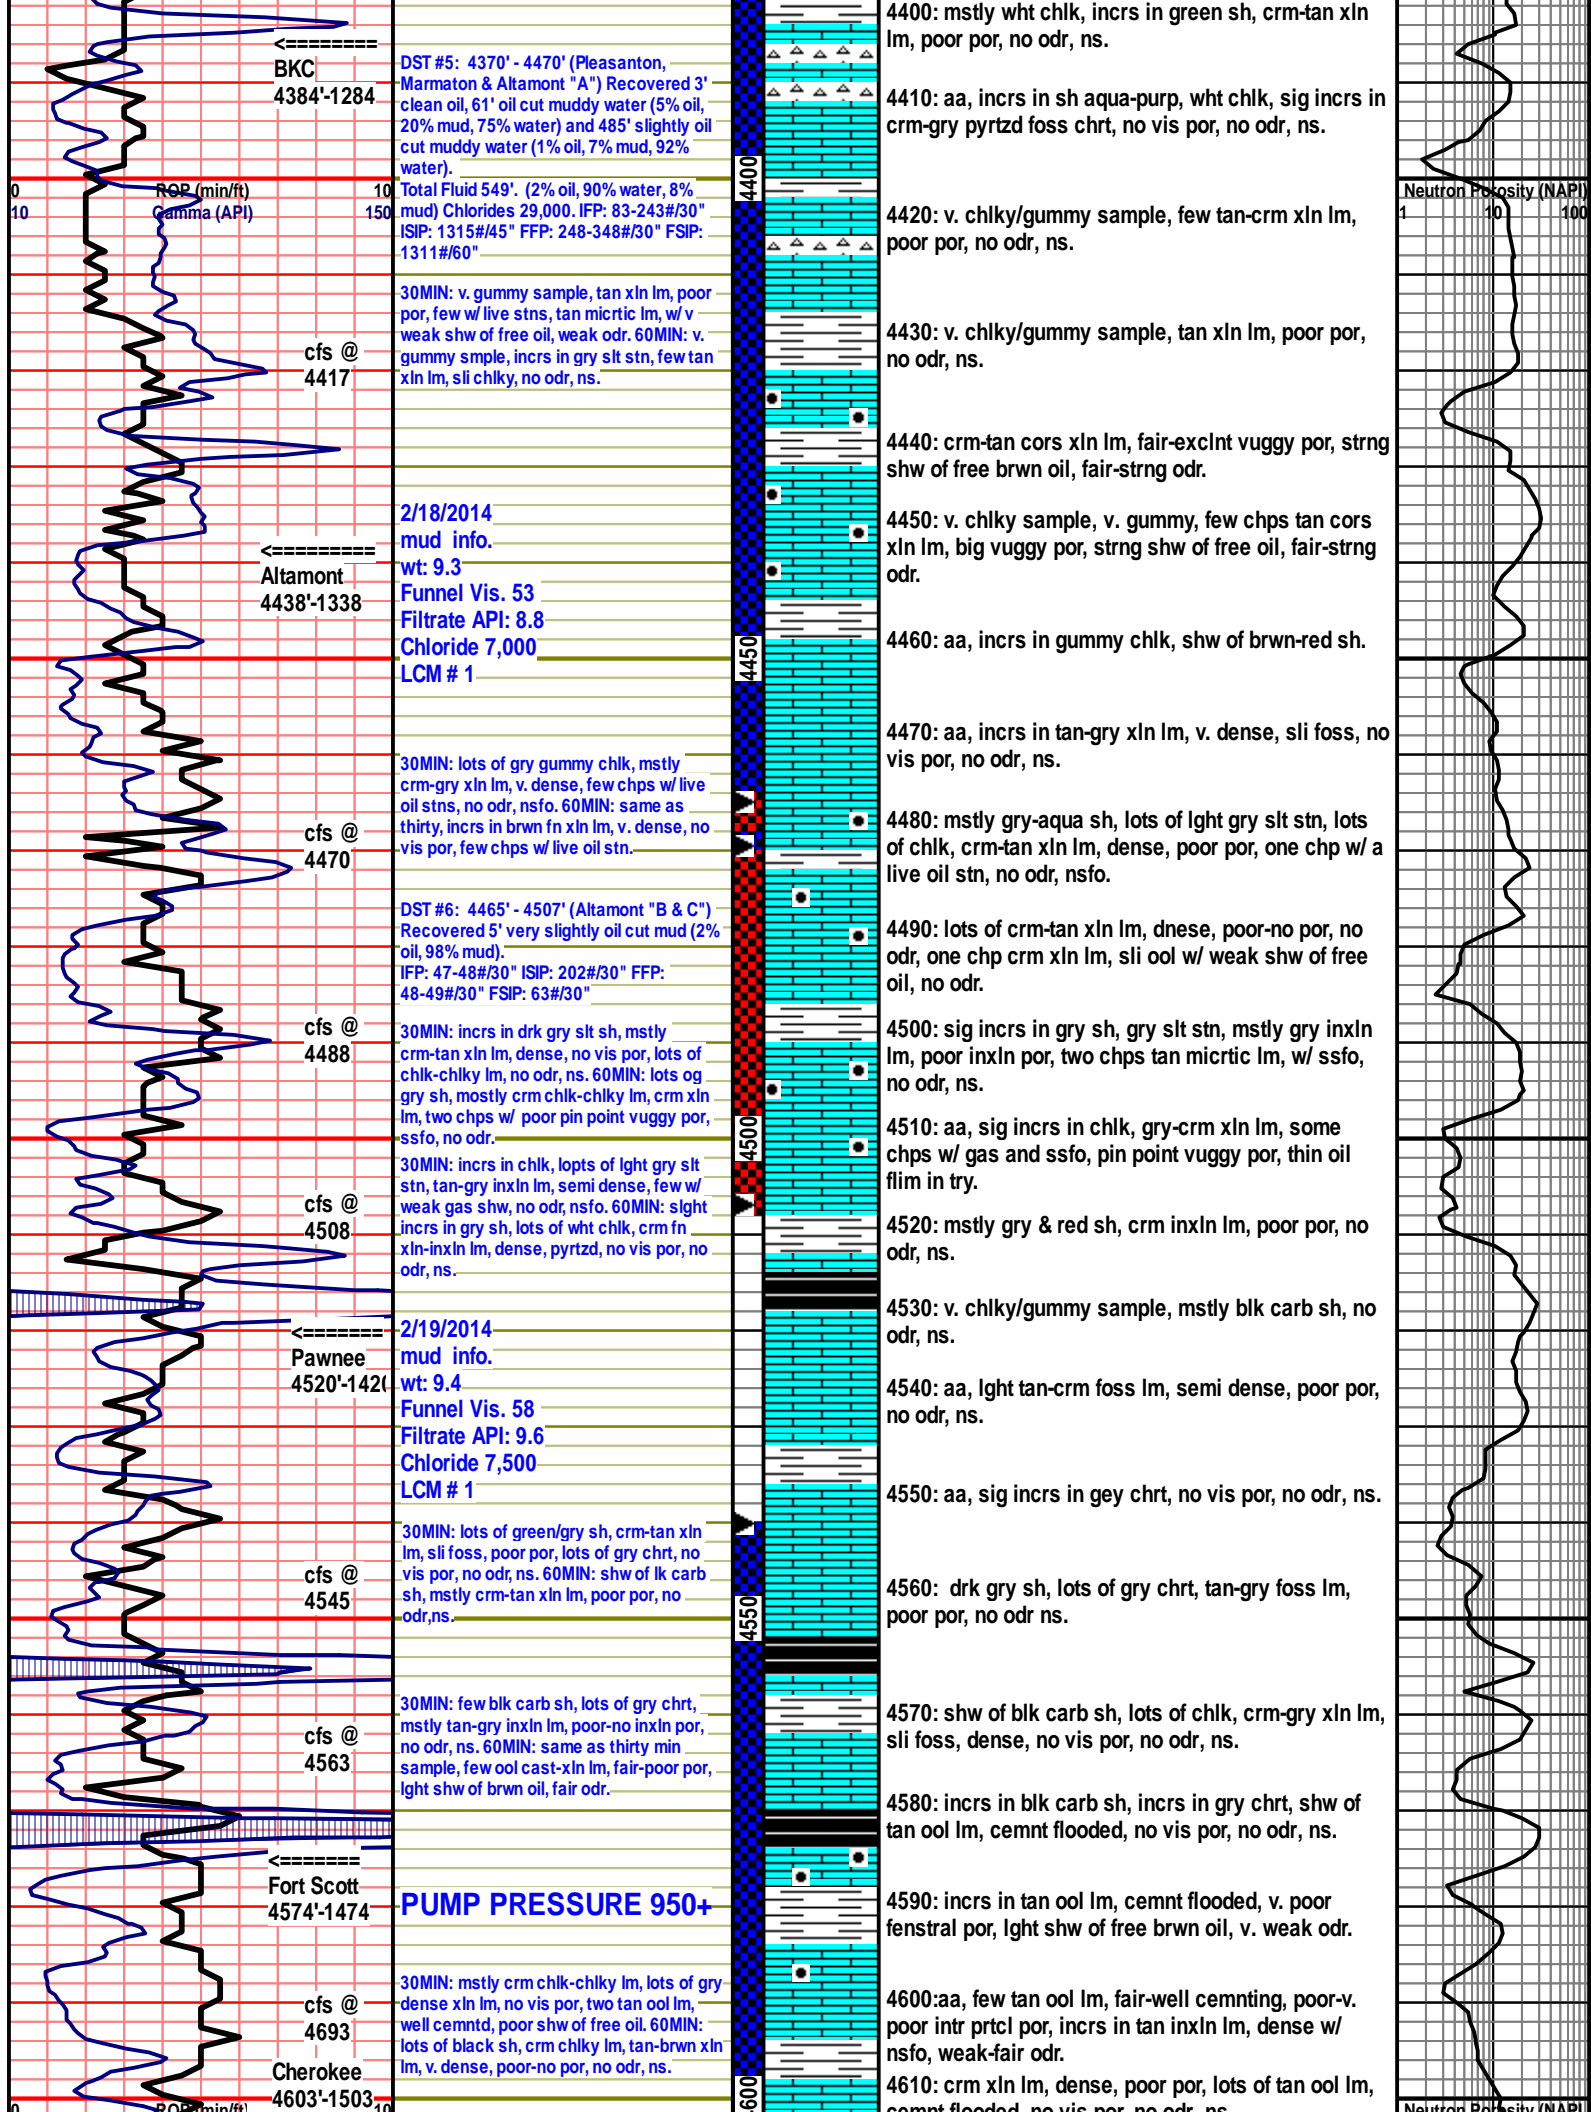 <========
BKC
4384'-1284
0
ROP (min/ft)
10
10
Gamma (API)
150
cfs @
4417
<=========
Altamont
4438'-1338
cfs @
4470
cfs @
4488
cfs @
4508
<=======
Pawnee
4520'-1420
cfs @
4545
cfs @
4563
<=======
Fort Scott
4574'-1474
cfs @
4693
Cherokee
4603'-1503
0
ROP (min/ft)
10
DST #5: 4370' - 4470' (Pleasanton,
Marmaton & Altamont "A") Recovered 3'
clean oil, 61' oil cut muddy water (5% oil,
20% mud, 75% water) and 485' slightly oil
cut muddy water (1% oil, 7% mud, 92%
water).
Total Fluid 549'. (2% oil, 90% water, 8%
mud) Chlorides 29,000. IFP: 83-243#/30"
ISIP: 1315#/45" FFP: 248-348#/30" FSIP:
1311#/60"
30MIN: v. gummy sample, tan xln lm, poor
por, few w/ live stns, tan micrtic lm, w/ v
weak shw of free oil, weak odr. 60MIN: v.
gummy smple, incrs in gry slt stn, few tan
xln lm, sli chlky, no odr, ns.
2/18/2014
mud info.
wt: 9.3
Funnel Vis. 53
Filtrate API: 8.8
Chloride 7,000
LCM # 1
30MIN: lots of gry gummy chlk, mstly
crm-gry xln lm, v. dense, few chps w/ live
oil stns, no odr, nsfo. 60MIN: same as
thirty, incrs in brwn fn xln lm, v. dense, no
vis por, few chps w/ live oil stn.
DST #6: 4465' - 4507' (Altamont "B & C")
Recovered 5' very slightly oil cut mud (2%
oil, 98% mud).
IFP: 47-48#/30" ISIP: 202#/30" FFP:
48-49#/30" FSIP: 63#/30"
30MIN: incrs in drk gry slt sh, mstly
crm-tan xln lm, dense, no vis por, lots of
chlk-chlky lm, no odr, ns. 60MIN: lots og
gry sh, mostly crm chlk-chlky lm, crm xln
lm, two chps w/ poor pin point vuggy por,
ssfo, no odr.
30MIN: incrs in chlk, lopts of lght gry slt
stn, tan-gry inxln lm, semi dense, few w/
weak gas shw, no odr, nsfo. 60MIN: slght
incrs in gry sh, lots of wht chlk, crm fn
xln-inxln lm, dense, pyrtzd, no vis por, no
odr, ns.
2/19/2014
mud info.
wt: 9.4
Funnel Vis. 58
Filtrate API: 9.6
Chloride 7,500
LCM # 1
30MIN: lots of green/gry sh, crm-tan xln
lm, sli foss, poor por, lots of gry chrt, no
vis por, no odr, ns. 60MIN: shw of lk carb
sh, mstly crm-tan xln lm, poor por, no
odr,ns.
30MIN: few blk carb sh, lots of gry chrt,
mstly tan-gry inxln lm, poor-no inxln por,
no odr, ns. 60MIN: same as thirty min
sample, few ool cast-xln lm, fair-poor por,
lght shw of brwn oil, fair odr.
PUMP PRESSURE 950+
30MIN: mstly crm chlk-chlky lm, lots of gry
dense xln lm, no vis por, two tan ool lm,
well cemntd, poor shw of free oil. 60MIN:
lots of black sh, crm chlky lm, tan-brwn xln
lm, v. dense, poor-no por, no odr, ns.
4400
4450
4500
4550
600
4400: mstly wht chlk, incrs in green sh, crm-tan xln
lm, poor por, no odr, ns.
4410: aa, incrs in sh aqua-purp, wht chlk, sig incrs in
crm-gry pyrtzd foss chrt, no vis por, no odr, ns.
4420: v. chlky/gummy sample, few tan-crm xln lm,
poor por, no odr, ns.
4430: v. chlky/gummy sample, tan xln lm, poor por,
no odr, ns.
4440: crm-tan cors xln lm, fair-exclnt vuggy por, strng
shw of free brwn oil, fair-strng odr.
4450: v. chlky sample, v. gummy, few chps tan cors
xln lm, big vuggy por, strng shw of free oil, fair-strng
odr.
4460: aa, incrs in gummy chlk, shw of brwn-red sh.
4470: aa, incrs in tan-gry xln lm, v. dense, sli foss, no
vis por, no odr, ns.
4480: mstly gry-aqua sh, lots of lght gry slt stn, lots
of chlk, crm-tan xln lm, dense, poor por, one chp w/ a
live oil stn, no odr, nsfo.
4490: lots of crm-tan xln lm, dnese, poor-no por, no
odr, one chp crm xln lm, sli ool w/ weak shw of free
oil, no odr.
4500: sig incrs in gry sh, gry slt stn, mstly gry inxln
lm, poor inxln por, two chps tan micrtic lm, w/ ssfo,
no odr, ns.
4510: aa, sig incrs in chlk, gry-crm xln lm, some
chps w/ gas and ssfo, pin point vuggy por, thin oil
flim in try.
4520: mstly gry & red sh, crm inxln lm, poor por, no
odr, ns.
4530: v. chlky/gummy sample, mstly blk carb sh, no
odr, ns.
4540: aa, lght tan-crm foss lm, semi dense, poor por,
no odr, ns.
4550: aa, sig incrs in gey chrt, no vis por, no odr, ns.
4560: drk gry sh, lots of gry chrt, tan-gry foss lm,
poor por, no odr ns.
4570: shw of blk carb sh, lots of chlk, crm-gry xln lm,
sli foss, dense, no vis por, no odr, ns.
4580: incrs in blk carb sh, incrs in gry chrt, shw of
tan ool lm, cemnt flooded, no vis por, no odr, ns.
4590: incrs in tan ool lm, cemnt flooded, v. poor
fenstral por, lght shw of free brwn oil, v. weak odr.
4600:aa, few tan ool lm, fair-well cemnting, poor-v.
poor intr prtcl por, incrs in tan inxln lm, dense w/
nsfo, weak-fair odr.
4610: crm xln lm, dense, poor por, lots of tan ool lm,
cemnt flooded, no vis por, no odr, ns.
Neutron Porosity (NAPI)
1
10
100
Neutron Porosity (NAPI)